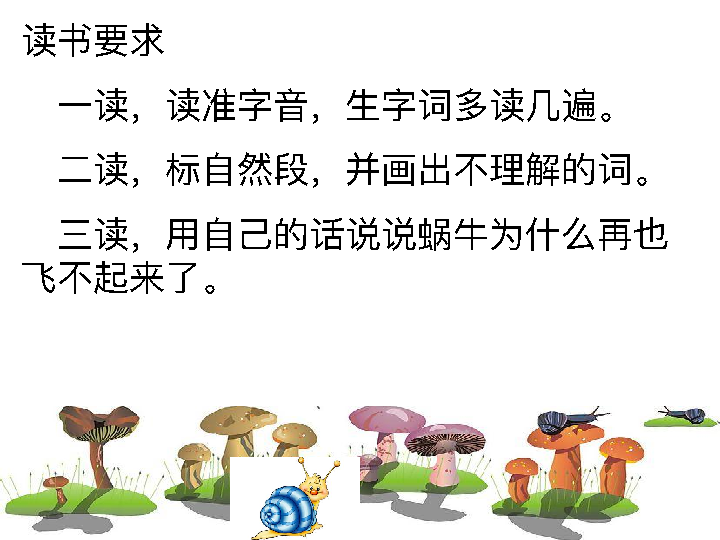 读书要求
一读，读准字音，生字词多读几遍。
二读，标自然段，并画出不理解的词。
三读，用自己的话说说蜗牛为什么再也
飞不起来了。